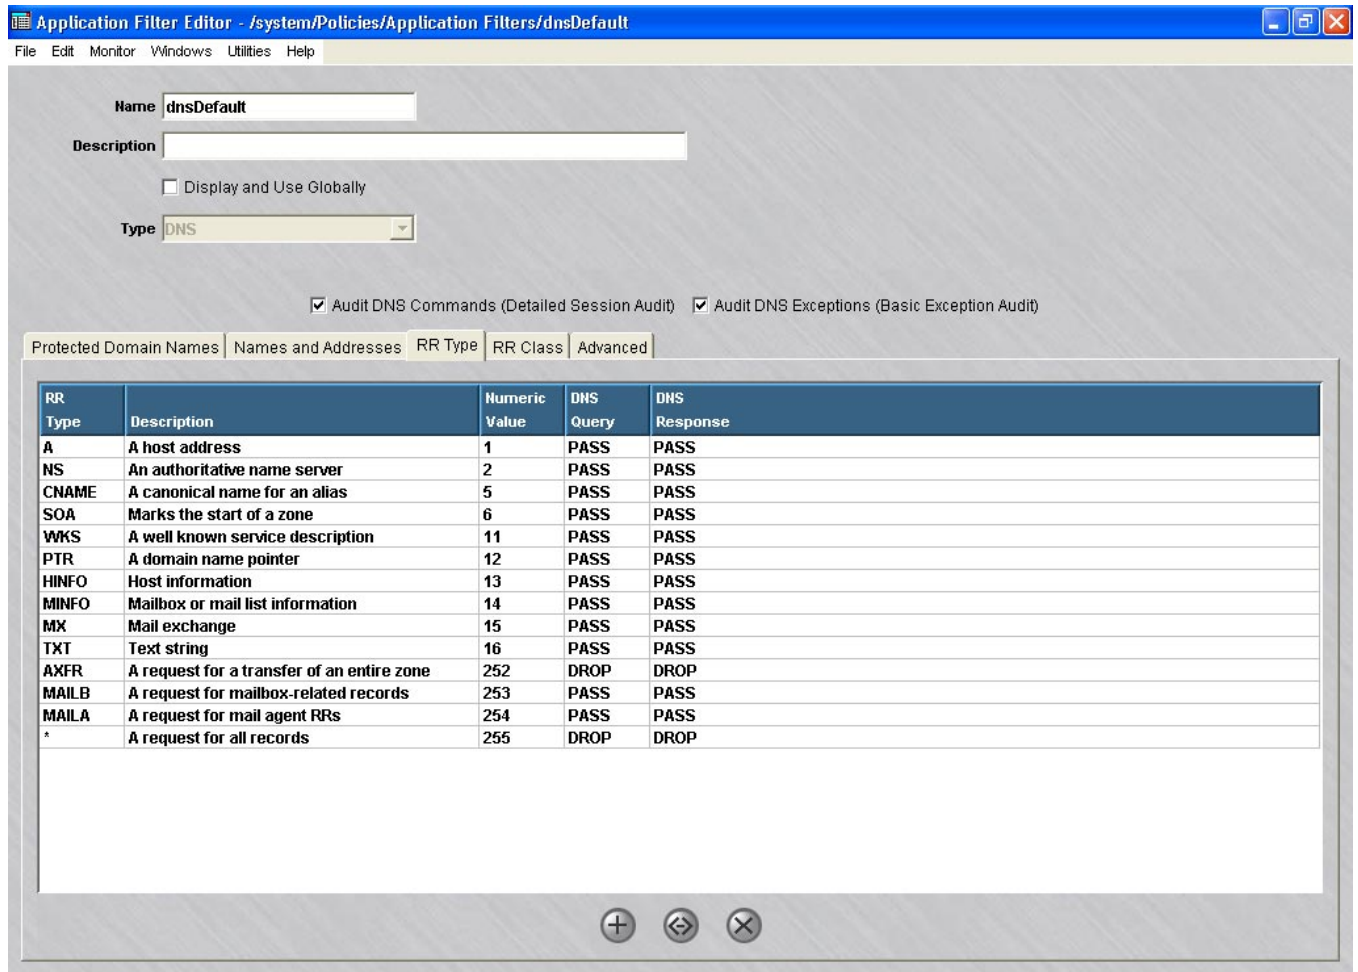 Application Filter Editor - /system/Policies/Application Filters/dnsDefault
File Edit Monitor Windows Utilities Help
Name dnsDefault
Description
Display and Use Globally
Type DNS
Audit DNS Commands (Detailed Session Audit) Audit DNS Exceptions (Basic Exception Audit)
Protected Domain Names Names and Addresses RR Type RR Class Advanced
RR Numeric DNS DNS
Type Description Value Query Response
A A host address 1 PASS PASS
NS An authoritative name server 2 PASS PASS
CNAME A canonical name for an alias 5 PASS PASS
SOA Marks the start of a zone 6 PASS PASS
WKS A well known service description 11 PASS PASS
PTR A domain name pointer 12 PASS PASS
HINFO Host information 13 PASS PASS
MINFO Mailbox or mail list information 14 PASS PASS
MX Mail exchange 15 PASS PASS
TXT Text string 16 PASS PASS
AXFR A request for a transfer of an entire zone 252 DROP DROP
MAILB A request for mailbox-related records 253 PASS PASS
MAILA A request for mail agent RRs 254 PASS PASS
* A request for all records 255 DROP DROP